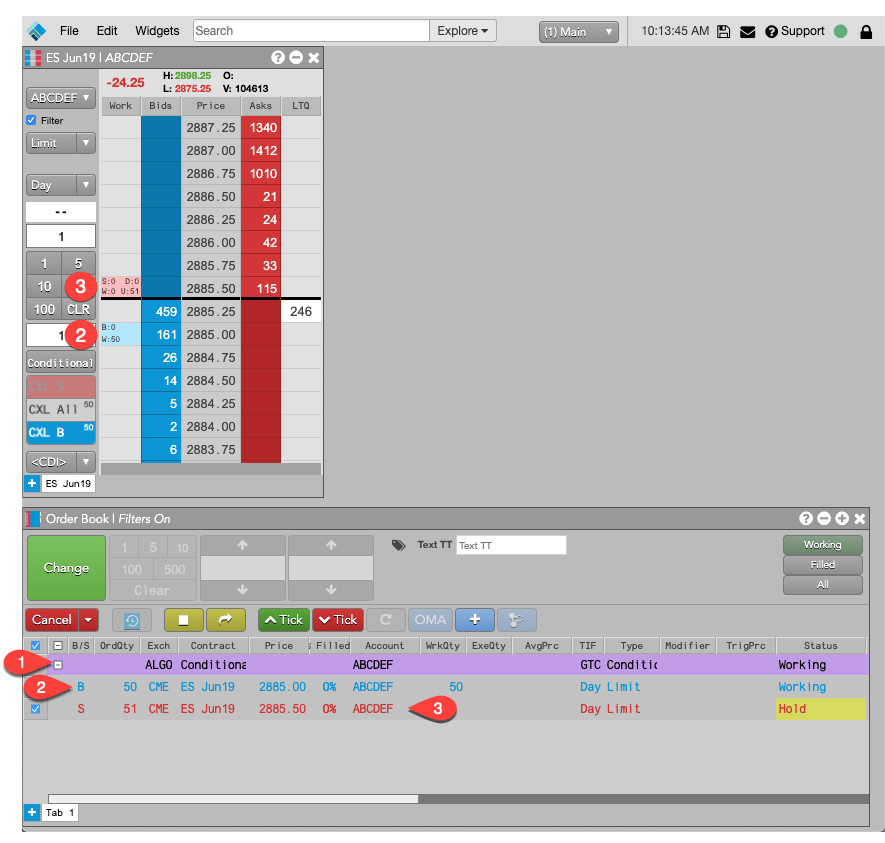 File Edit Widgets Search Explore (1) Main 10:13:45 AM Support
ES Jun19 | ABCDEF
ABCDEF
-24.25 H: 2898.25 O:
L: 2875.25 V: 104613
Work Bids Price Asks LTQ
Filter
Limit
Day
--
1
1 5
10 3
100 CLR
1 2
Conditional
CXL S
CXL All 50
CXL B 50
<CDI>
+ ES Jun19
2887.25 1340
2887.00 1412
2886.75 1010
2886.50 21
2886.25 24
2886.00 42
2885.75 33
S:0 D:0
W:0 U:51 2885.50 115
459 2885.25 246
B:0
W:50 161 2885.00
26 2884.75
14 2884.50
5 2884.25
2 2884.00
6 2883.75
Order Book | Filters On
Change
1 5 10
100 500
Clear
Text TT Text TT
Working
Filled
All
Cancel Tick Tick C OMA +
B/S OrdQty Exch Contract Price % Filled Account WrkQty ExeQty AvgPrc TIF Type Modifier TrigPrc Status
1 ALGO Conditiona ABCDEF GTC Conditic Working
2 B 50 CME ES Jun19 2885.00 0% ABCDEF 50 Day Limit Working
S 51 CME ES Jun19 2885.50 0% ABCDEF 3 Day Limit Hold
+ Tab 1